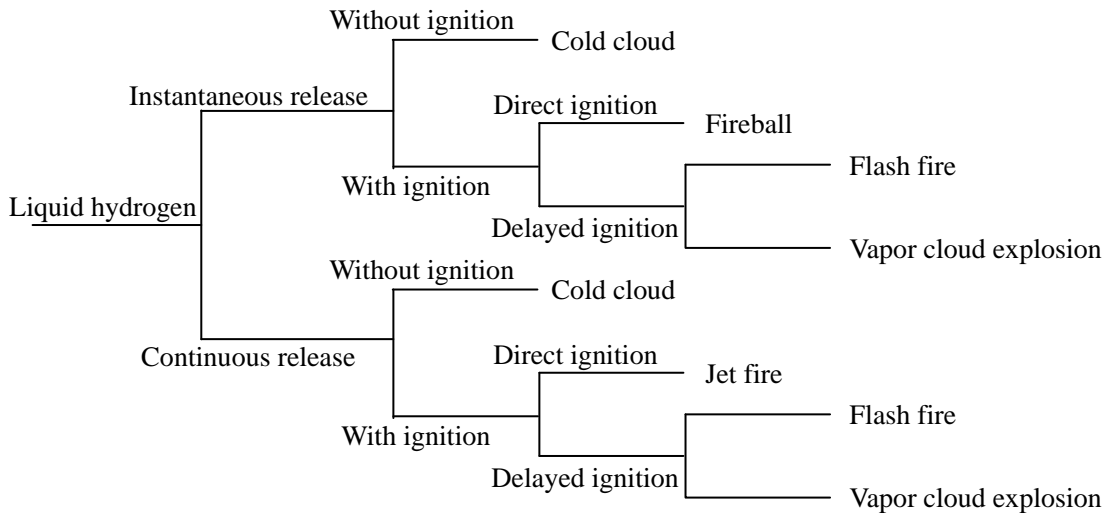 Without ignition
Cold cloud
Instantaneous release
Direct ignition
Fireball
Flash fire
With ignition
Liquid hydrogen
Delayed ignition
Vapor cloud explosion
Without ignition
Cold cloud
Continuous release
Direct ignition
Jet fire
Flash fire
With ignition
Delayed ignition
Vapor cloud explosion